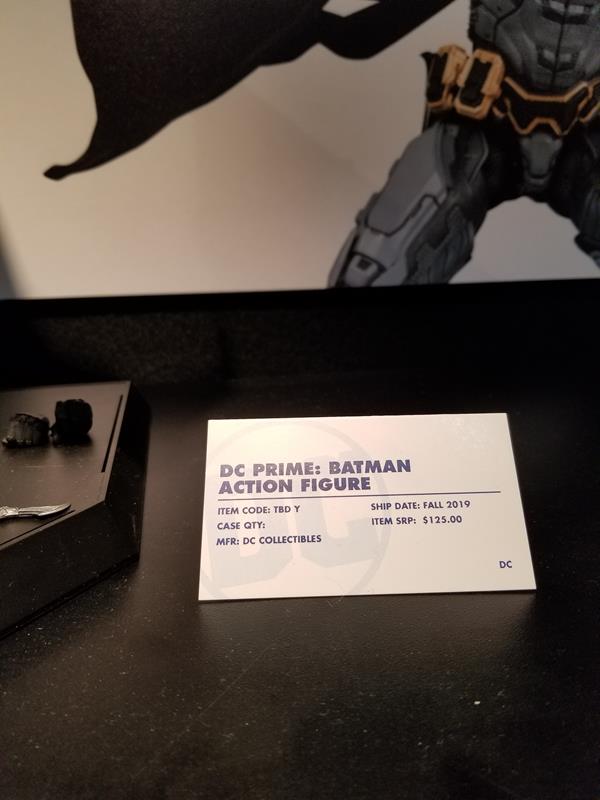 DC PRIME: BATMAN
ACTION FIGURE
ITEM CODE: TBD Y
CASE QTY:
MFR: DC COLLECTIBLES
SHIP DATE: FALL 2019
ITEM SRP: $125.00
DC
DC